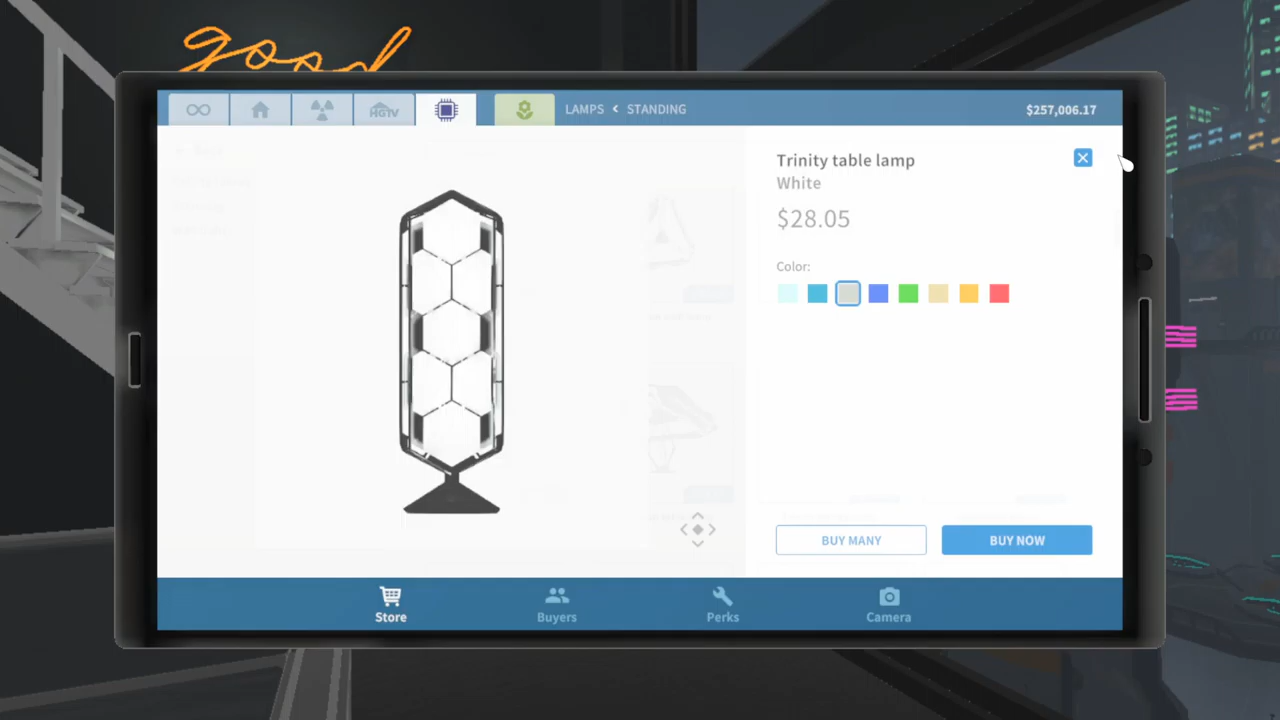 good
HGTV
LAMPS < STANDING
$257,006.17
Trinity table lamp
White
$28.05
Color:
BUY MANY
BUY NOW
Store
Buyers
Perks
Camera